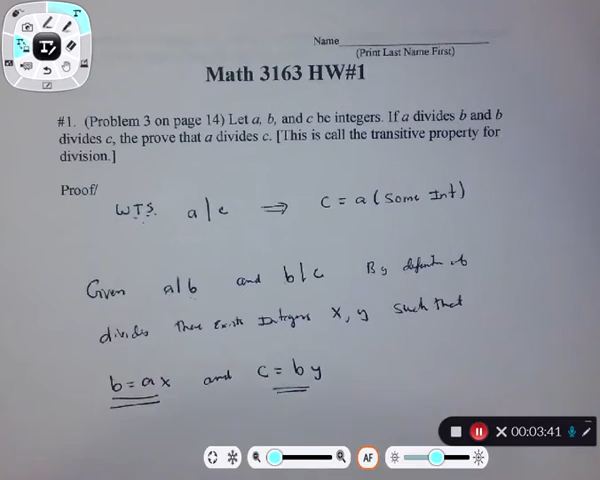 Name
(Print Last Name First)
Math 3163 HW#1
#1. (Problem 3 on page 14) Let a, b, and c be integers. If a divides b and b
divides c, the prove that a divides c. [This is call the transitive property for
division.]
Proof/
W.T.S. a|c ⇒ c = a (Some Int)
Given a|b and b|c By definition of
divides There Exists Integers x, y such that
b = ax and c = by
00:03:41
AF